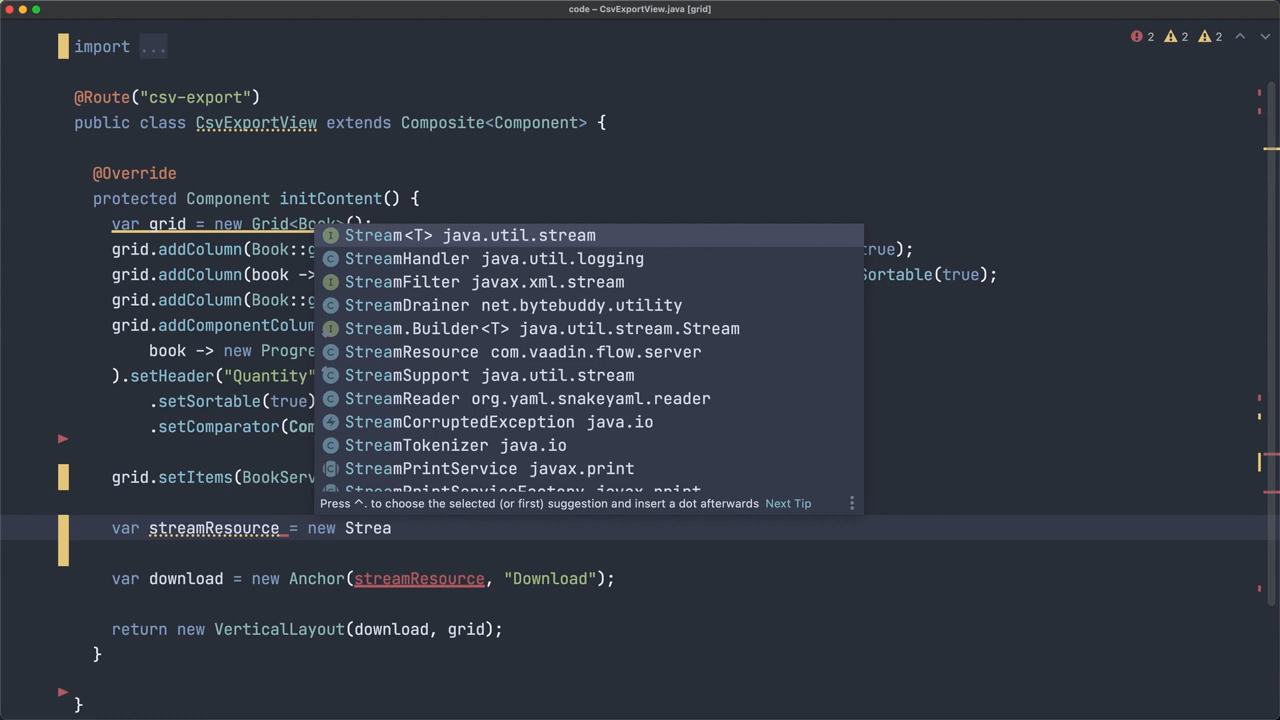 code – CsvExportView.java [grid]
import ...
2 2 2
@Route("csv-export")
public class CsvExportView extends Composite<Component> {
@Override
protected Component initContent() {
var grid = new Grid<Book>();
grid.addColumn(Book::g true);
grid.addColumn(book -> Sortable(true);
grid.addColumn(Book::g
grid.addComponentColum
book -> new Progre
).setHeader("Quantity"
.setSortable(true)
.setComparator(Com
grid.setItems(BookServ
Stream<T> java.util.stream
StreamHandler java.util.logging
StreamFilter javax.xml.stream
StreamDrainer net.bytebuddy.utility
Stream.Builder<T> java.util.stream.Stream
StreamResource com.vaadin.flow.server
StreamSupport java.util.stream
StreamReader org.yaml.snakeyaml.reader
StreamCorruptedException java.io
StreamTokenizer java.io
StreamPrintService javax.print
StreamPrintServiceFactory javax.print
Press ^. to choose the selected (or first) suggestion and insert a dot afterwards Next Tip
var streamResource = new Strea
var download = new Anchor(streamResource, "Download");
return new VerticalLayout(download, grid);
}
}